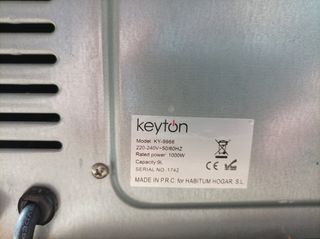 keyton
Model: KY-9966
220-240V~50/60HZ
Rated power: 1000W
Capacity 9L
SERIAL NO.: 1742
MADE IN P.R.C. for HABITUM HOGAR, S.L.